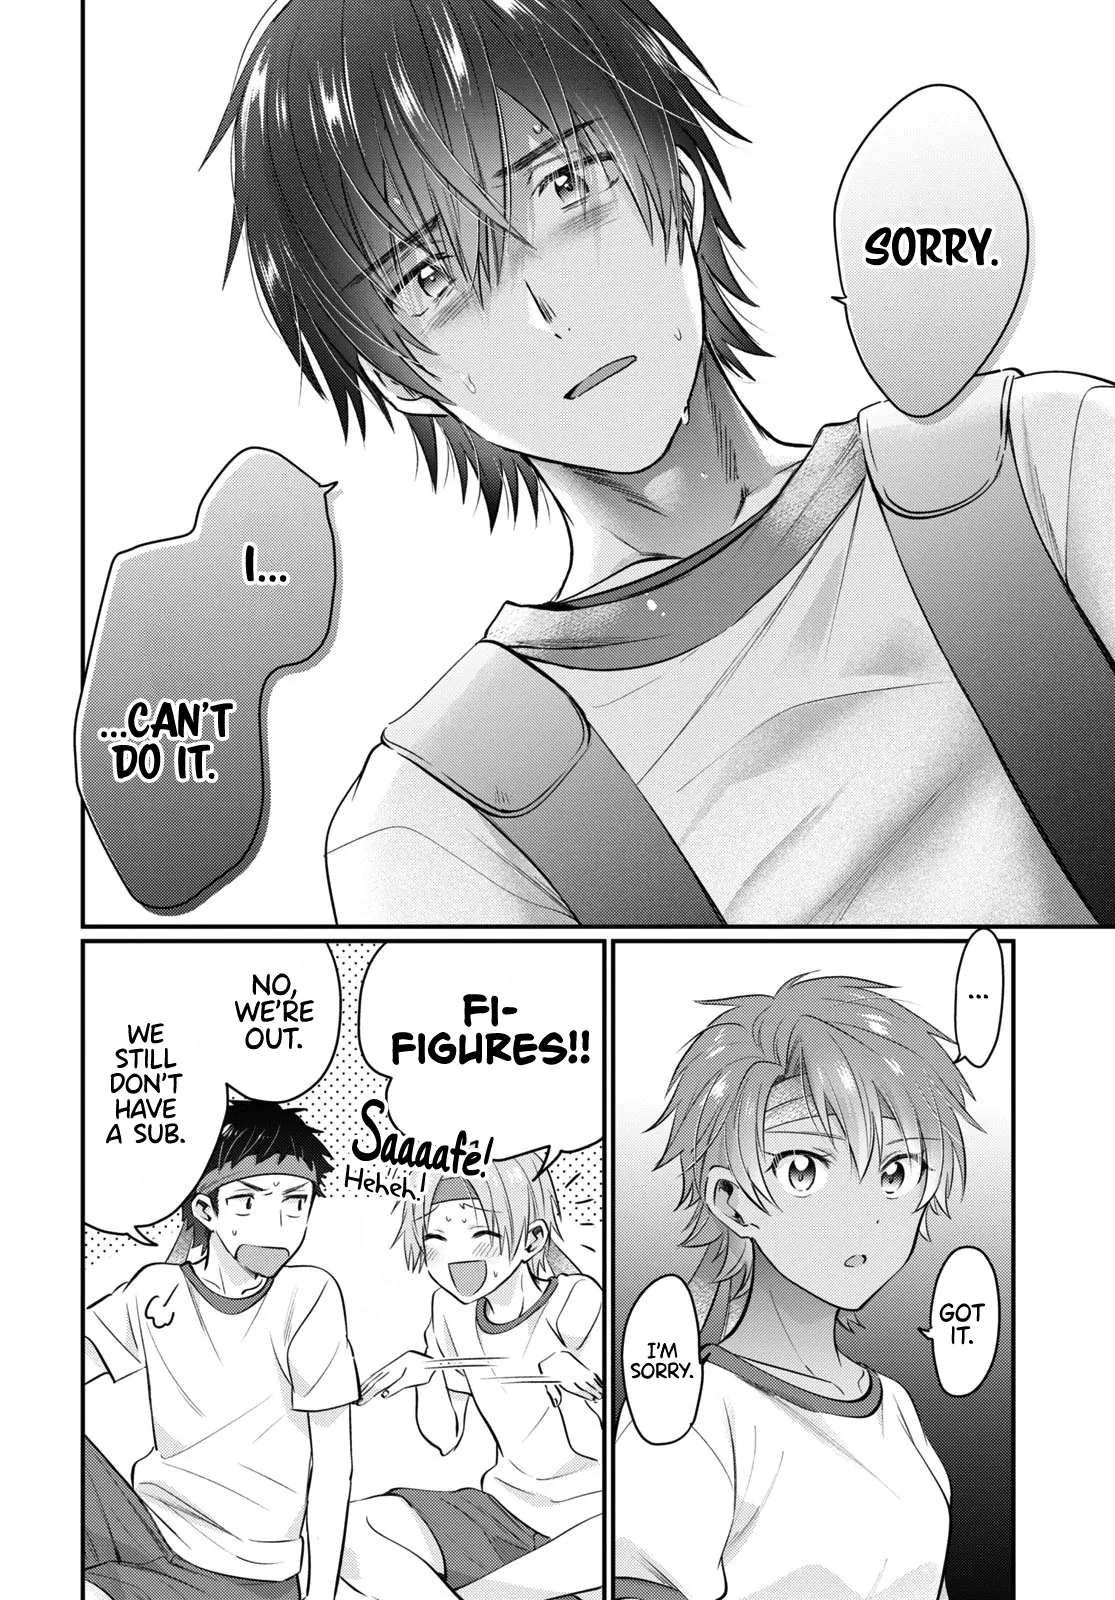 SORRY.
I...
...CAN'T
DO IT.
...
GOT
IT.
I'M
SORRY.
FI-
FIGURES!!
Saaaafe!
Heheh!
NO,
WE'RE
OUT.
WE
STILL
DON'T
HAVE
A SUB.